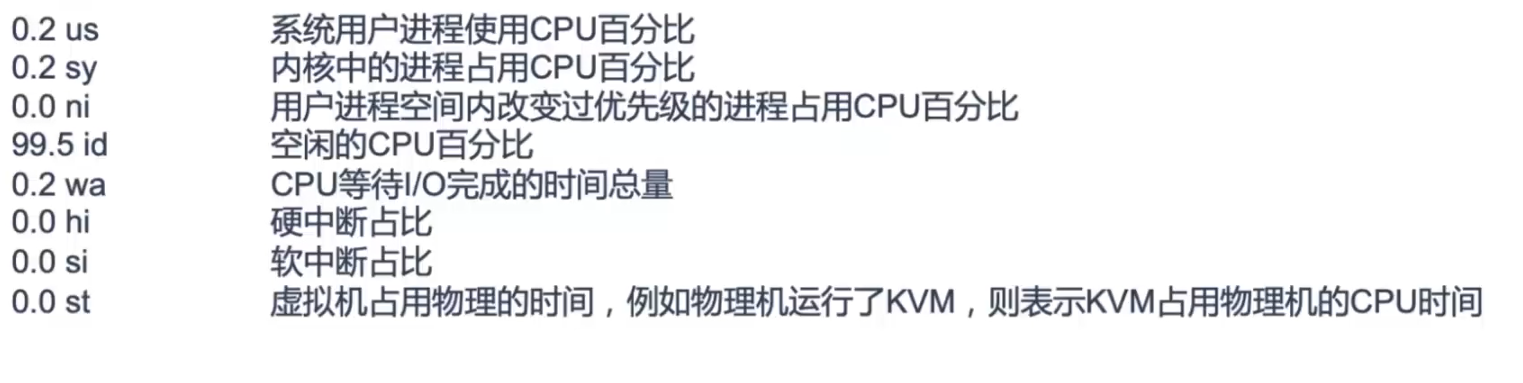 0.2 us 系统用户进程使用CPU百分比
0.2 sy 内核中的进程占用CPU百分比
0.0 ni 用户进程空间内改变过优先级的进程占用CPU百分比
99.5 id 空闲的CPU百分比
0.2 wa CPU等待I/O完成的时间总量
0.0 hi 硬中断占比
0.0 si 软中断占比
0.0 st 虚拟机占用物理的时间，例如物理机运行了KVM，则表示KVM占用物理机的CPU时间